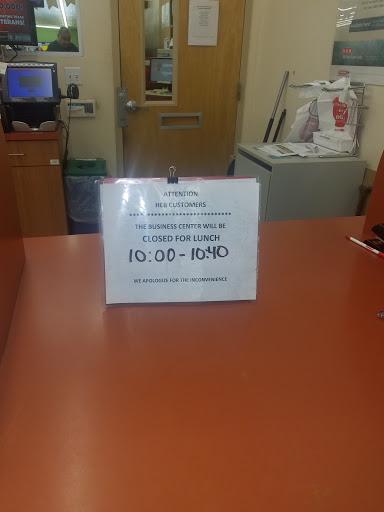 VETERANS!
ATTENTION
HEB CUSTOMERS
THE BUSINESS CENTER WILL BE
CLOSED FOR LUNCH
10:00 - 10:40
WE APOLOGIZE FOR THE INCONVENIENCE